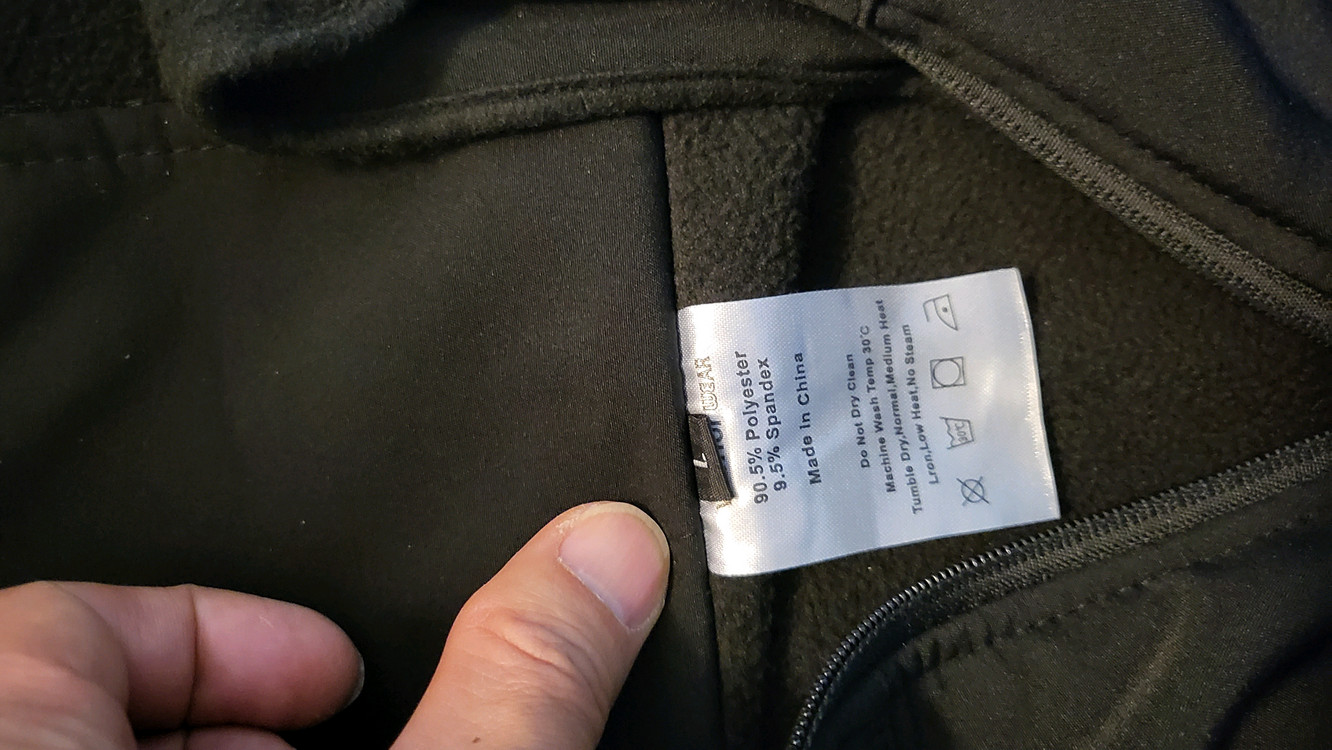 WEAR
L
90.5% Polyester
9.5% Spandex
Made In China
Do Not Dry Clean
Machine Wash Temp 30°C
Tumble Dry,Normal,Medium Heat
Lron,Low Heat,No Steam
30°C